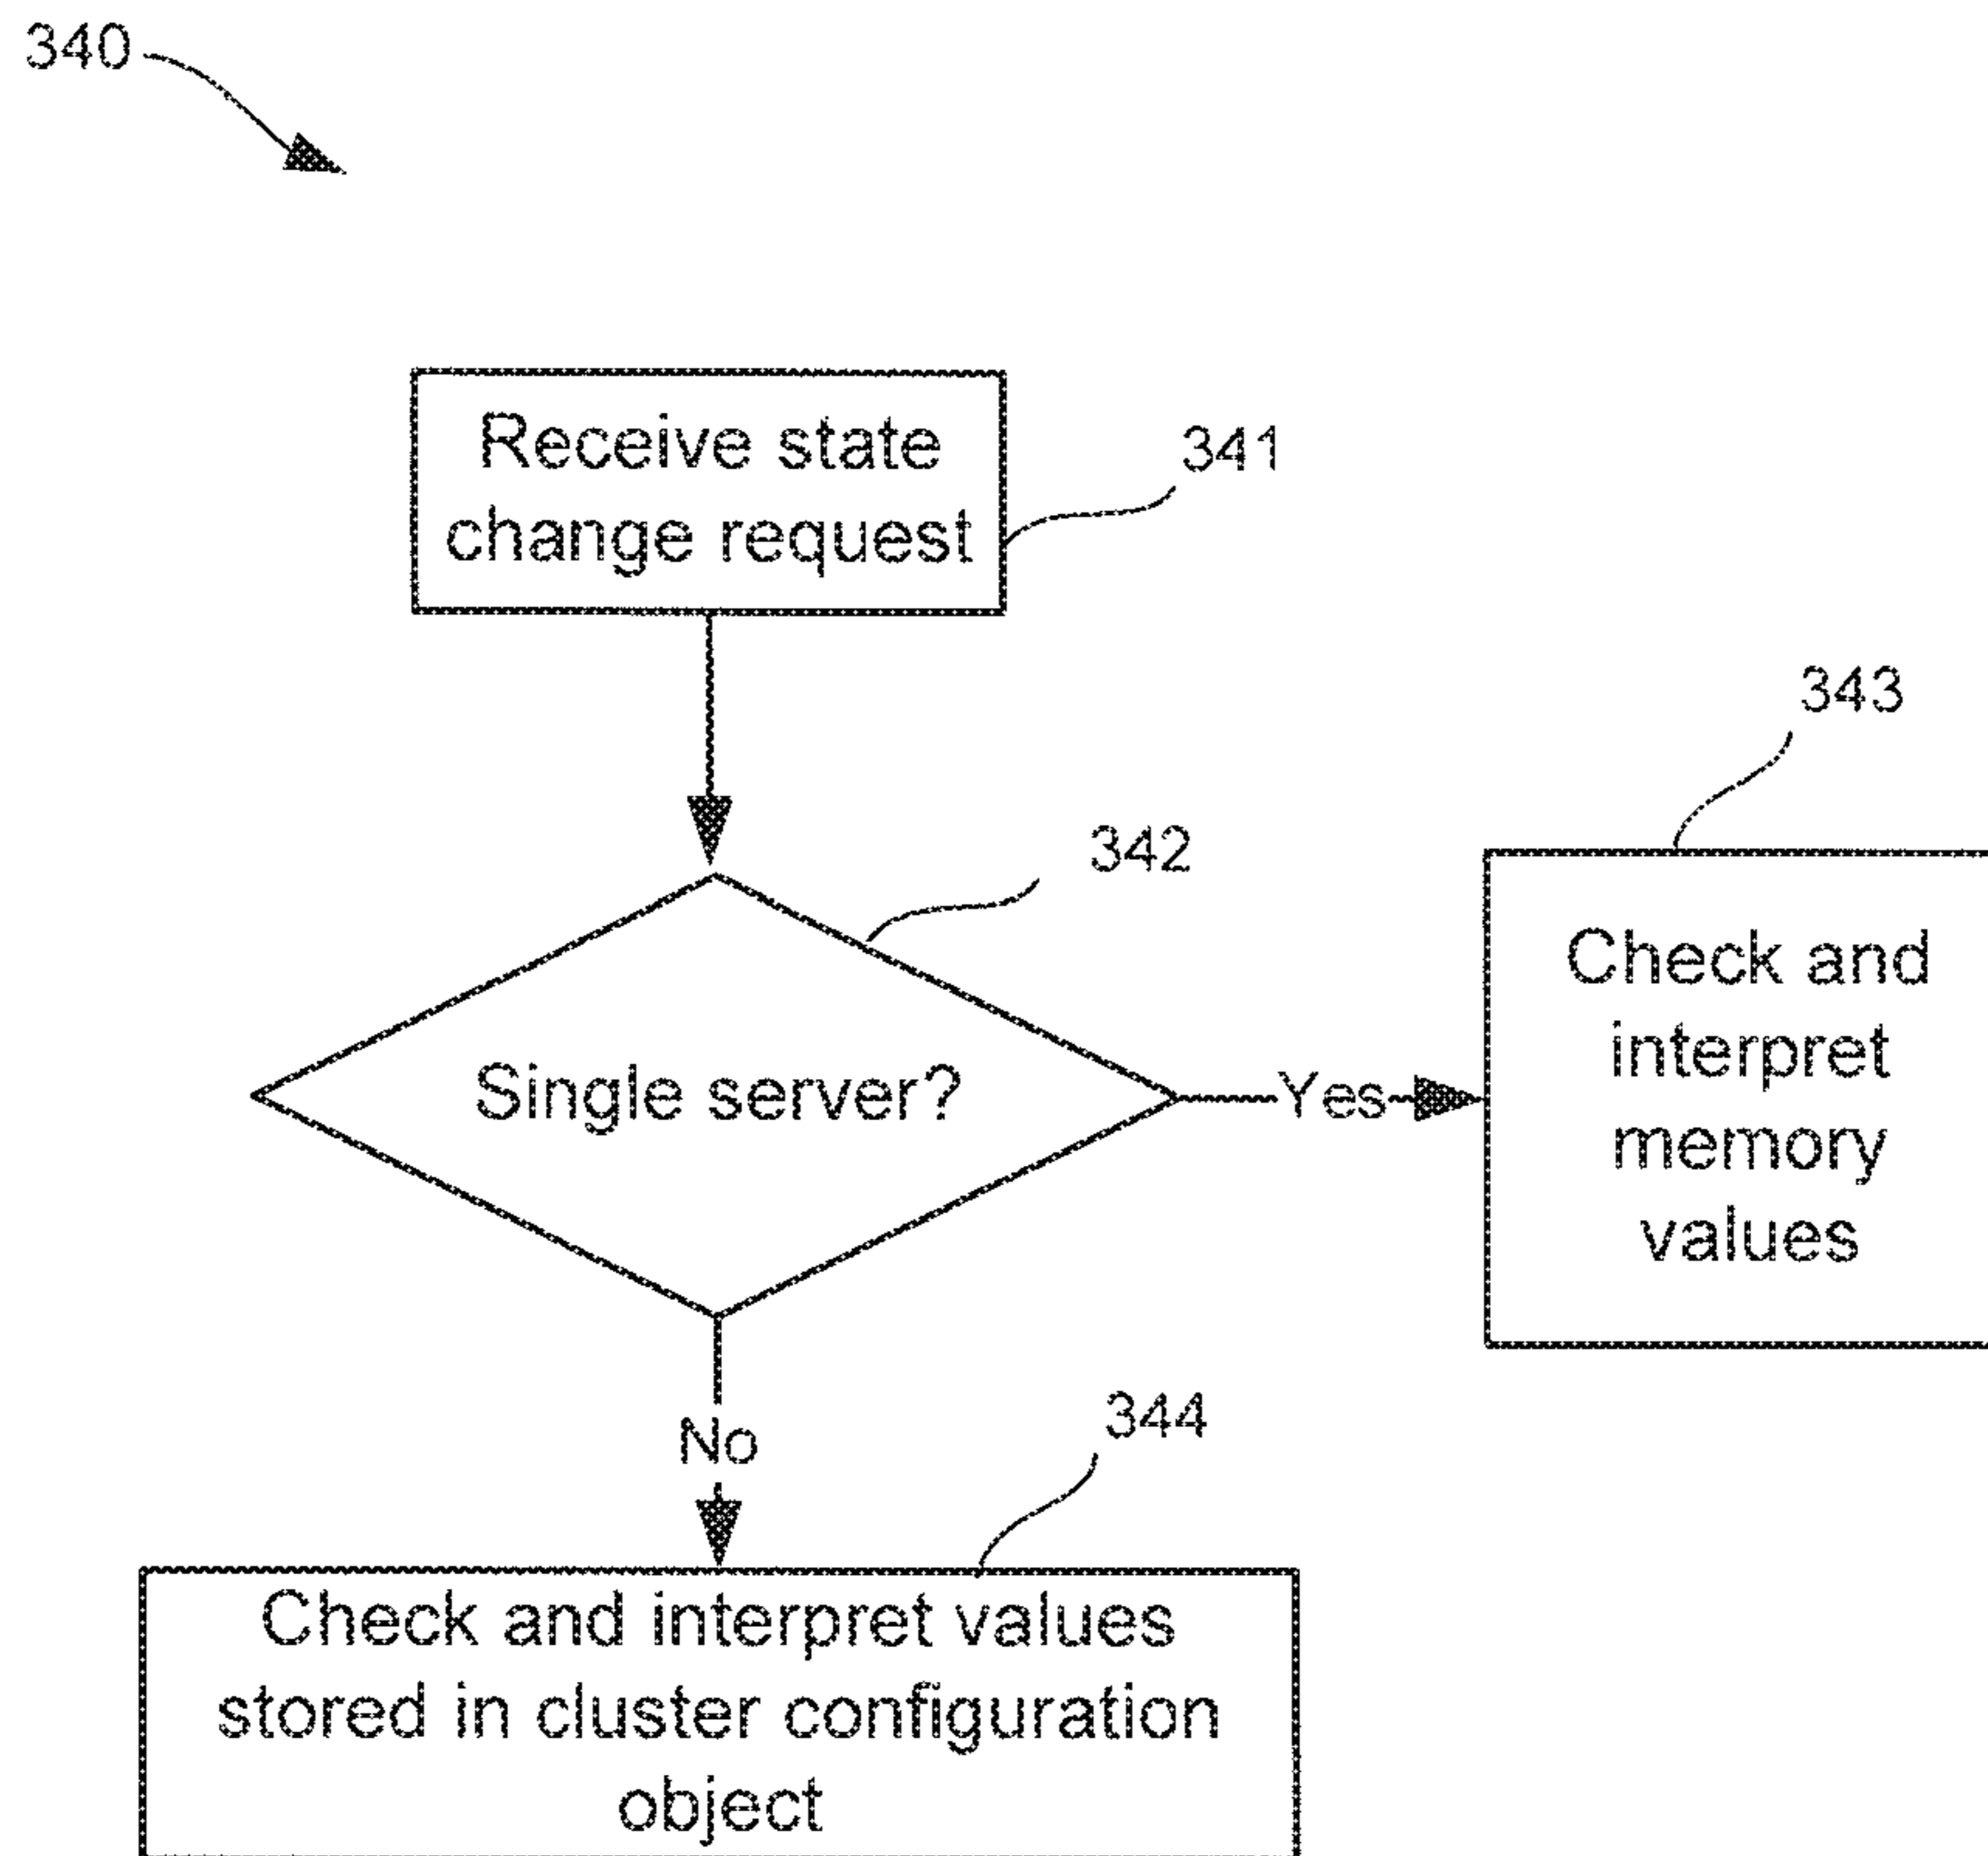 340
Receive state
change request
341
342
Single server?
Yes
343
Check and
interpret
memory
values
No
344
Check and interpret values
stored in cluster configuration
object